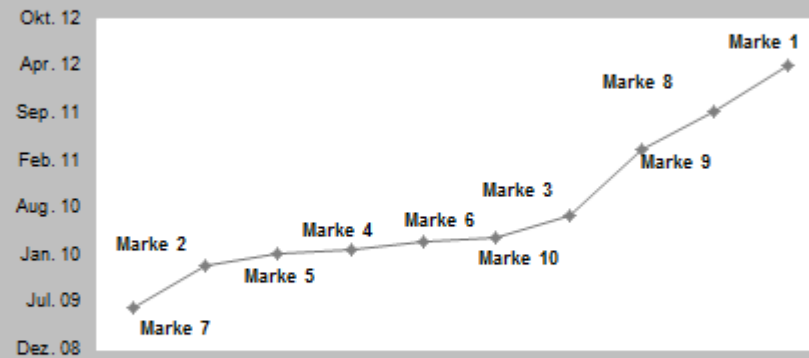 Okt. 12
Apr. 12
Sep. 11
Feb. 11
Aug. 10
Jan. 10
Jul. 09
Dez. 08
Marke 7
Marke 2
Marke 5
Marke 4
Marke 6
Marke 10
Marke 3
Marke 9
Marke 8
Marke 1